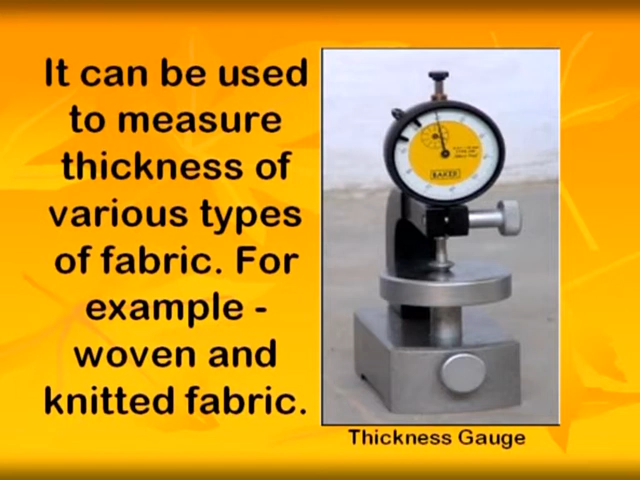 It can be used
to measure
thickness of
various types
of fabric. For
example -
woven and
knitted fabric.
BAKER
Thickness Gauge